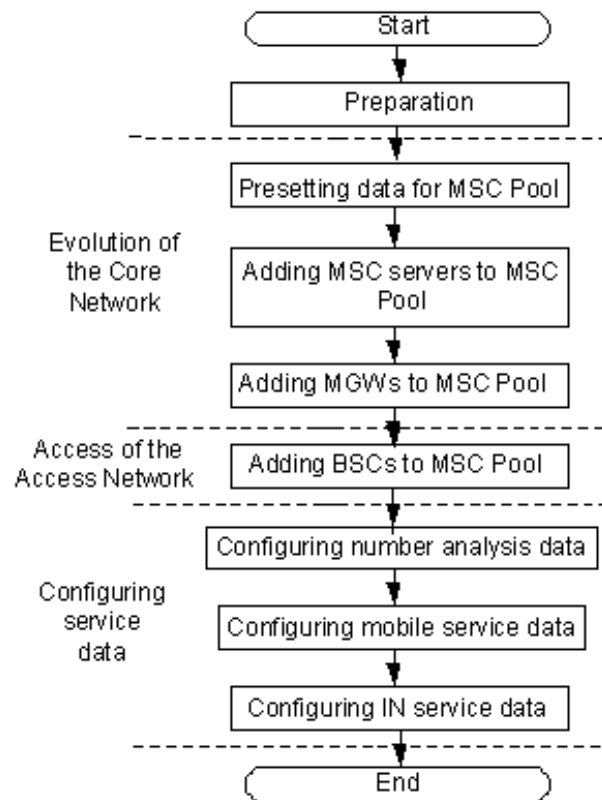 Start
Preparation
Presetting data for MSC Pool
Evolution of
the Core
Network
Adding MSC servers to MSC
Pool
Adding MGWs to MSC Pool
Access of the
Access Network
Adding BSCs to MSC Pool
Configuring number analysis data
Configuring
service
data
Configuring mobile service data
Configuring IN service data
End